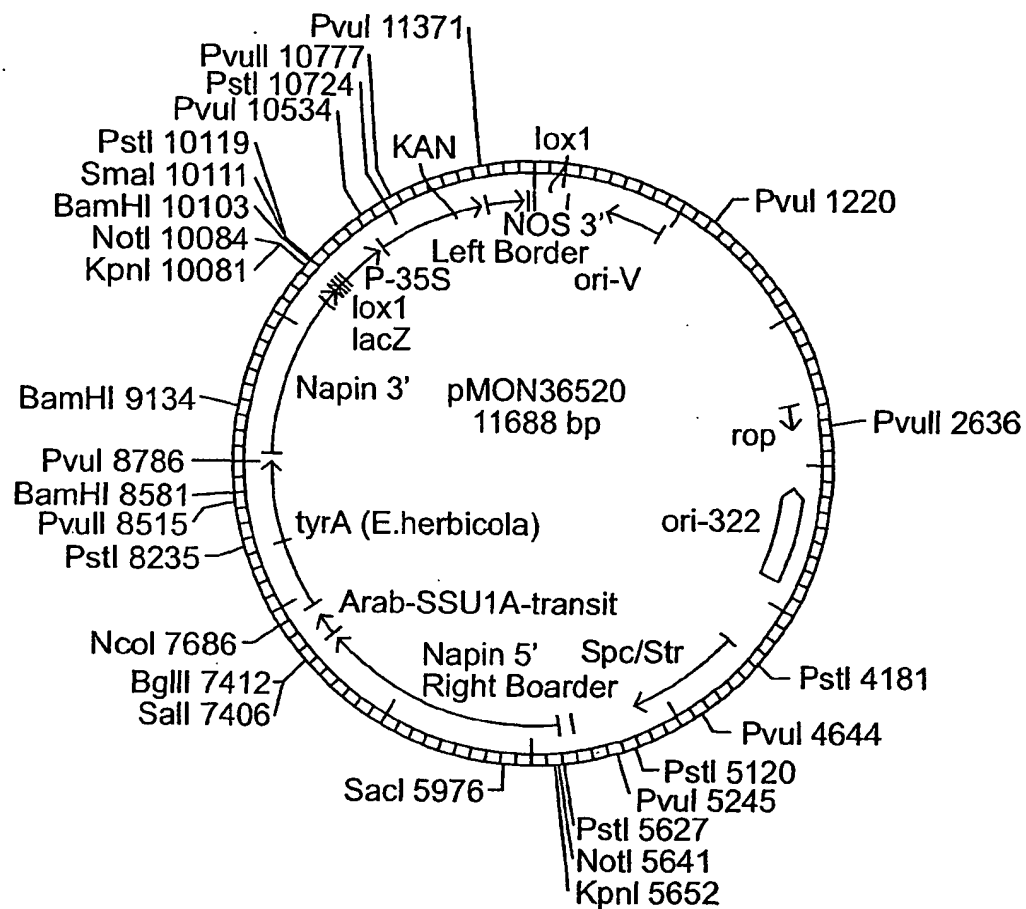 PvuI 11371
PvuII 10777
PstI 10724
PvuI 10534
PstI 10119
SmaI 10111
BamHI 10103
NotI 10084
KpnI 10081
KAN
lox1
NOS 3'
Left Border
P-35S
ori-V
lox1
lacZ
PvuI 1220
Napin 3'
pMON36520
11688 bp
BamHI 9134
rop
PvuII 2636
PvuI 8786
BamHI 8581
PvuII 8515
PstI 8235
tyrA (E.herbicola)
ori-322
Arab-SSU1A-transit
NcoI 7686
BglII 7412
SalI 7406
Napin 5'
Right Boarder
Spc/Str
PstI 4181
PvuI 4644
SacI 5976
PstI 5120
PvuI 5245
PstI 5627
NotI 5641
KpnI 5652